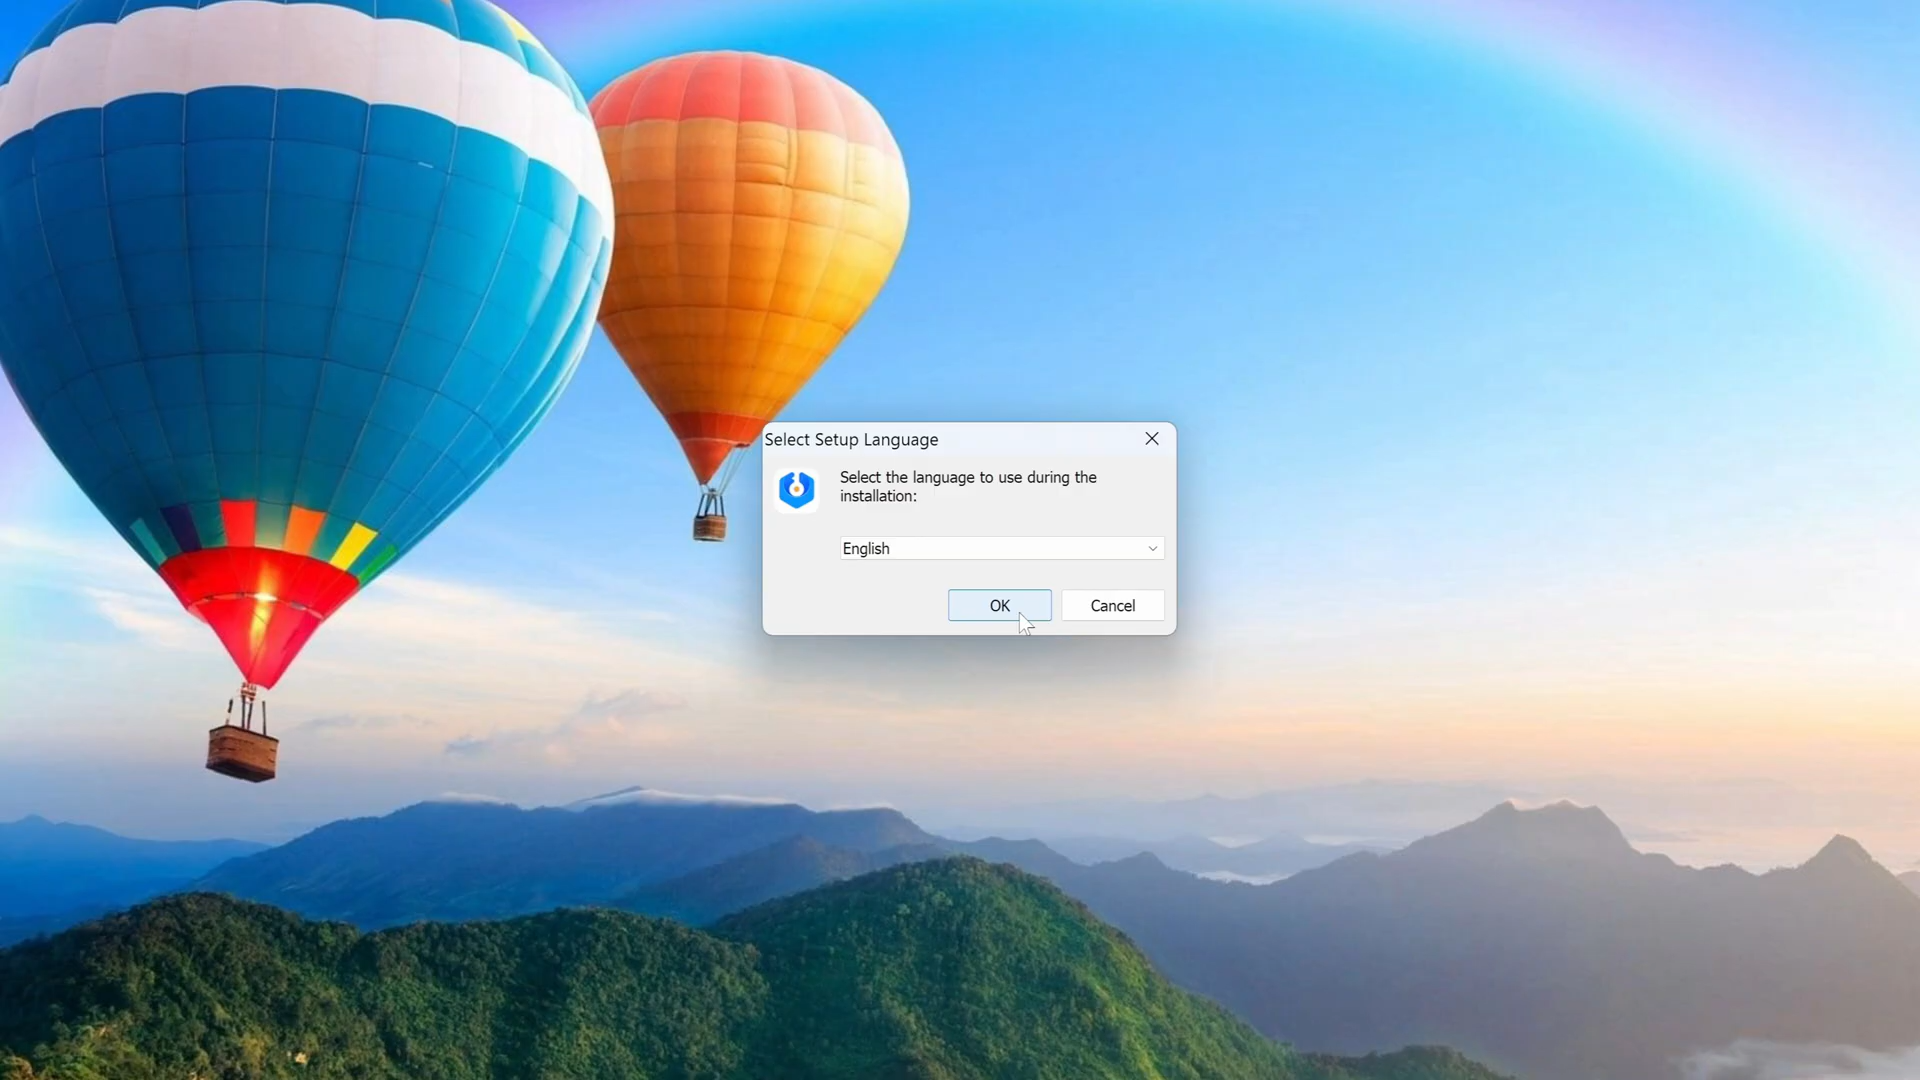 Select Setup Language
Select the language to use during the
installation:
English
OK
Cancel